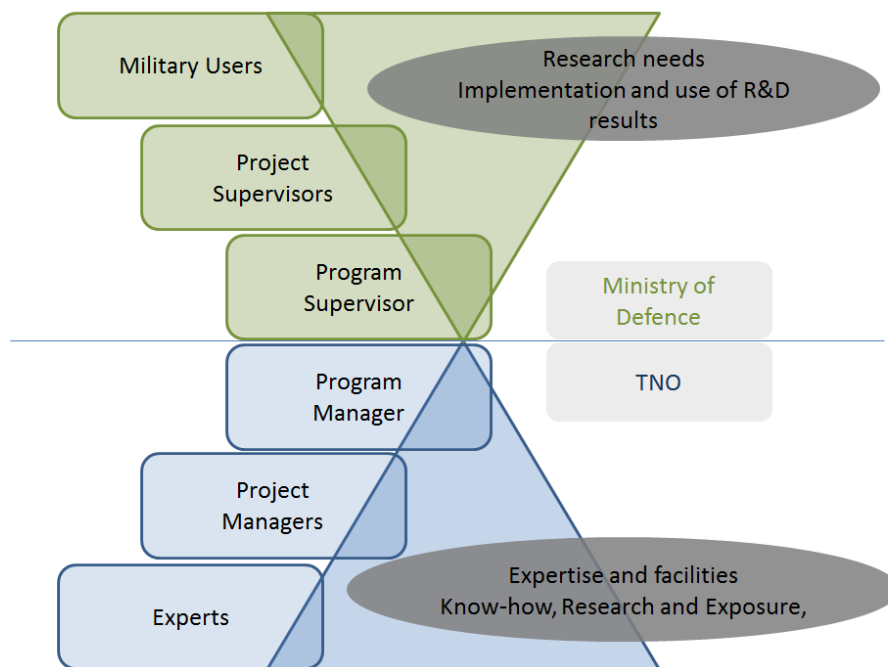 Military Users
Research needs
Implementation and use of R&D
results
Project
Supervisors
Program
Supervisor
Ministry of
Defence
Program
Manager
TNO
Project
Managers
Expertise and facilities
Know-how, Research and Exposure,
Experts